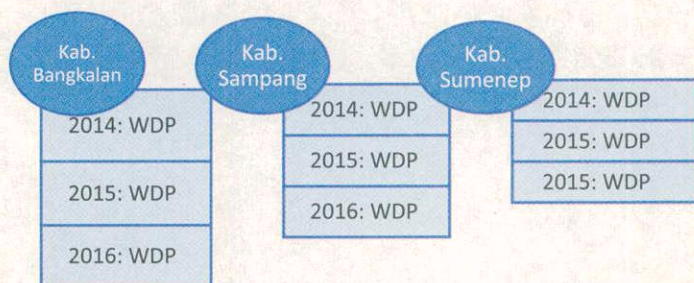 Kab.
Bangkalan
2014: WDP
2015: WDP
2016: WDP
Kab.
Sampang
2014: WDP
2015: WDP
2016: WDP
Kab.
Sumenep
2014: WDP
2015: WDP
2015: WDP